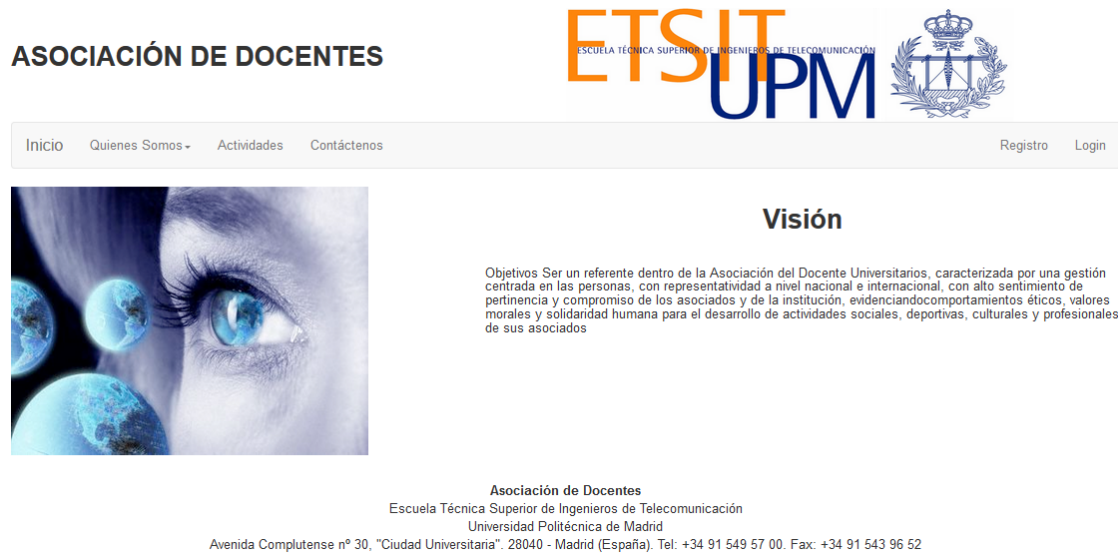 ASOCIACIÓN DE DOCENTES
ETSIT
ESCUELA TÉCNICA SUPERIOR DE INGENIEROS DE TELECOMUNICACIÓN
UPM
Inicio Quienes Somos Actividades Contáctenos Registro Login
Visión
Objetivos Ser un referente dentro de la Asociación del Docente Universitarios, caracterizada por una gestión
centrada en las personas, con representatividad a nivel nacional e internacional, con alto sentimiento de
pertinencia y compromiso de los asociados y de la institución, evidenciandocomportamientos éticos, valores
morales y solidaridad humana para el desarrollo de actividades sociales, deportivas, culturales y profesionales
de sus asociados
Asociación de Docentes
Escuela Técnica Superior de Ingenieros de Telecomunicación
Universidad Politécnica de Madrid
Avenida Complutense nº 30, "Ciudad Universitaria". 28040 - Madrid (España). Tel: +34 91 549 57 00. Fax: +34 91 543 96 52